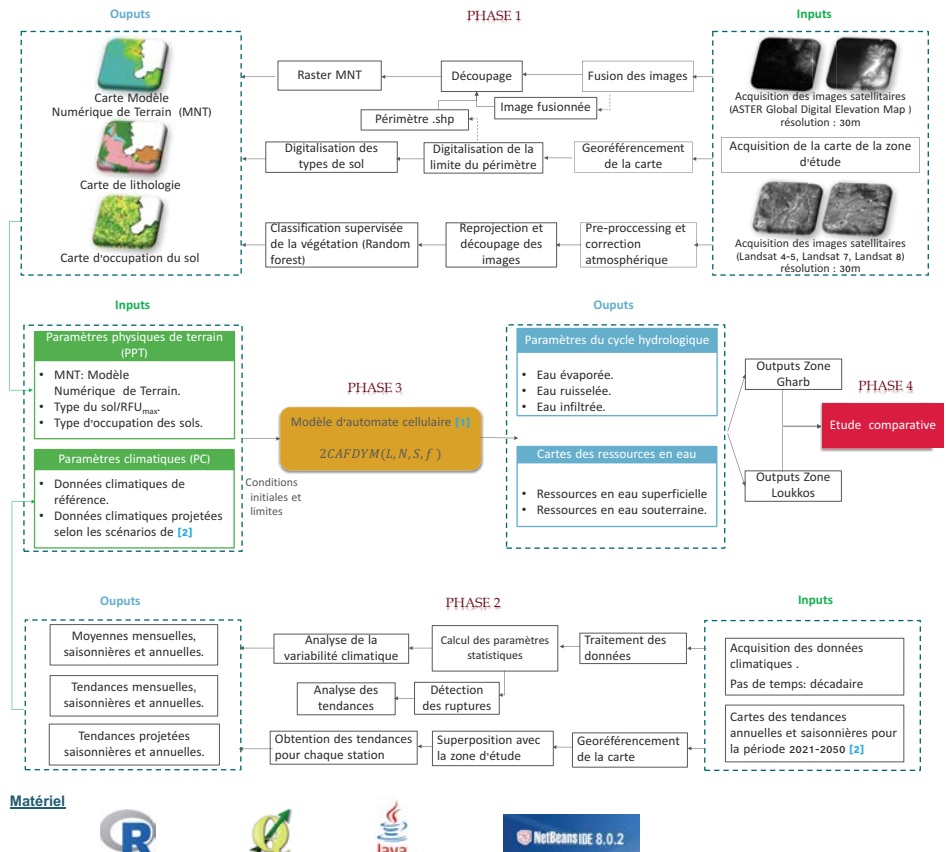 Ouputs
PHASE 1
Inputs
Carte Modèle
Numérique de Terrain (MNT)
Carte de lithologie
Carte d'occupation du sol
Raster MNT
Découpage
Fusion des images
Image fusionnée
Périmètre .shp
Digitalisation des
types de sol
Digitalisation de la
limite du périmètre
Georéférencement
de la carte
Classification supervisée
de la végétation (Random
forest)
Reprojection et
découpage des
images
Pre-proccessing et
correction
atmosphérique
Acquisition des images satellitaires
(ASTER Global Digital Elevation Map )
résolution : 30m
Acquisition de la carte de la zone
d'étude
Acquisition des images satellitaires
(Landsat 4-5, Landsat 7, Landsat 8)
résolution : 30m
Inputs
Paramètres physiques de terrain
(PPT)
• MNT: Modèle
Numérique de Terrain.
• Type du sol/RFUmax.
• Type d'occupation des sols.
Paramètres climatiques (PC)
• Données climatiques de
référence.
• Données climatiques projetées
selon les scénarios de [2]
PHASE 3
Modèle d'automate cellulaire [1]
2CAFDYM(L, N, S, f )
Conditions
initiales et
limites
Ouputs
Paramètres du cycle hydrologique
• Eau évaporée.
• Eau ruisselée.
• Eau infiltrée.
Cartes des ressources en eau
• Ressources en eau superficielle
• Ressources en eau souterraine.
Outputs Zone
Gharb
Outputs Zone
Loukkos
PHASE 4
Etude comparative
Ouputs
PHASE 2
Inputs
Moyennes mensuelles,
saisonnières et annuelles.
Tendances mensuelles,
saisonnières et annuelles.
Tendances projetées
saisonnières et annuelles.
Analyse de la
variabilité climatique
Calcul des paramètres
statistiques
Traitement des
données
Analyse des
tendances
Détection
des ruptures
Obtention des tendances
pour chaque station
Superposition avec
la zone d'étude
Georéférencement
de la carte
Acquisition des données
climatiques .
Pas de temps: décadaire
Cartes des tendances
annuelles et saisonnières pour
la période 2021-2050 [2]
Matériel
R
Java
NetBeans IDE 8.0.2